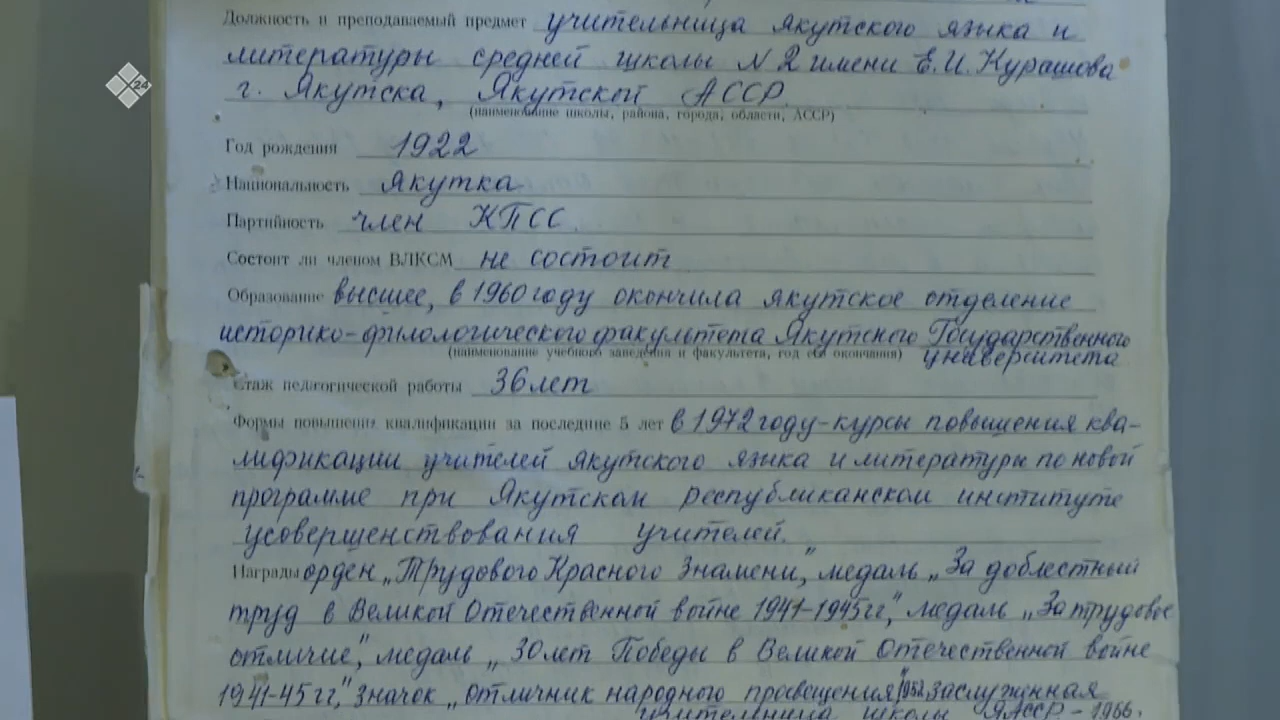 Должность и преподаваемый предмет учительница якутского языка и
литературы средней школы N 2 имени Е.И. Курашова
24
г. Якутска, Якутской АССР.
(наименование школы, района, города, области, АССР)
Год рождения 1922
Национальность Якутка
Партийность член КПСС.
Состоит ли членом ВЛКСМ не состоит
Образование высшее, в 1960 году окончила якутское отделение
историко-филологического факультета Якутского Государственного
(наименование учебного заведения и факультета, год его окончания) университета
Стаж педагогической работы 36 лет
Формы повышения квалификации за последние 5 лет в 1972 году - курсы повышения ква-
лификации учителей якутского языка и литературы по новой
программе при Якутском республиканском институте
усовершенствования учителей.
Награды орден „Трудового Красного Знамени", медаль „За доблестный
труд в Великой Отечественной войне 1941-1945 гг", медаль „За трудовое
отличие", медаль „30 лет Победы в Великой Отечественной войне
1941-45 гг", значок „Отличник народного просвещения" 1952, заслуженная
учительница школы ЯАССР - 1966.